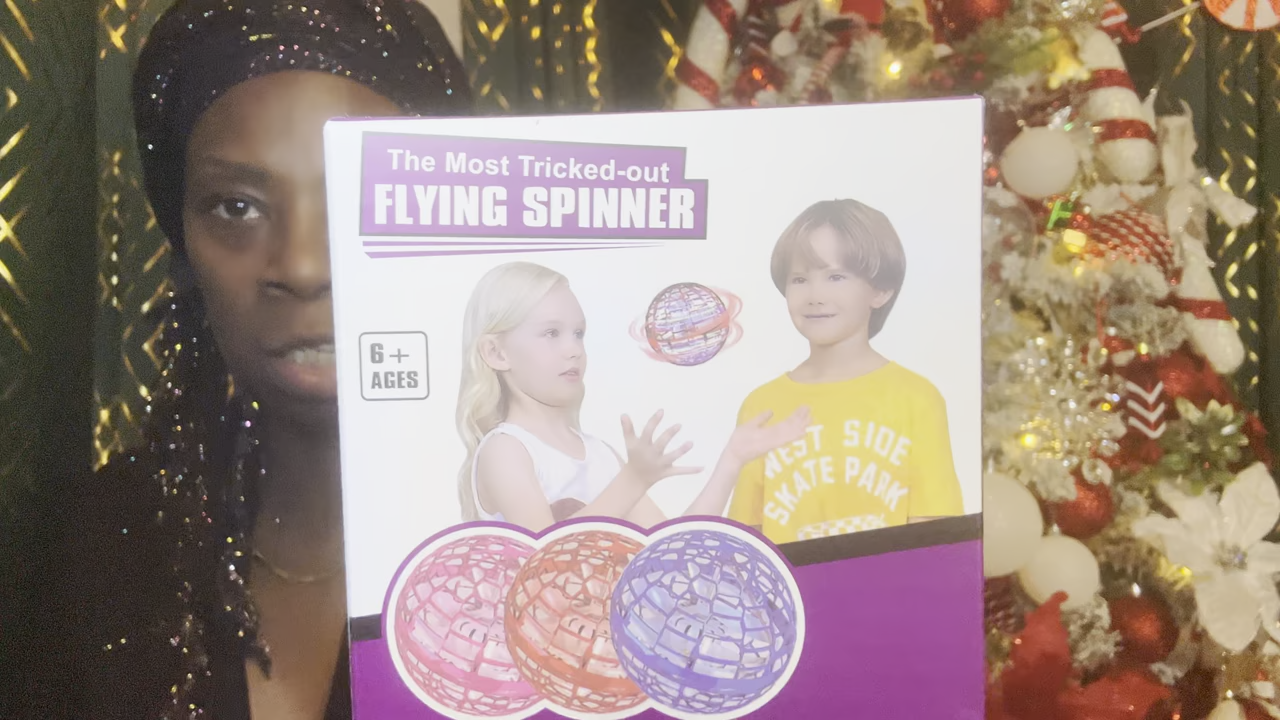 The Most Tricked-out
FLYING SPINNER
6+
AGES
WEST SIDE
SKATE PARK